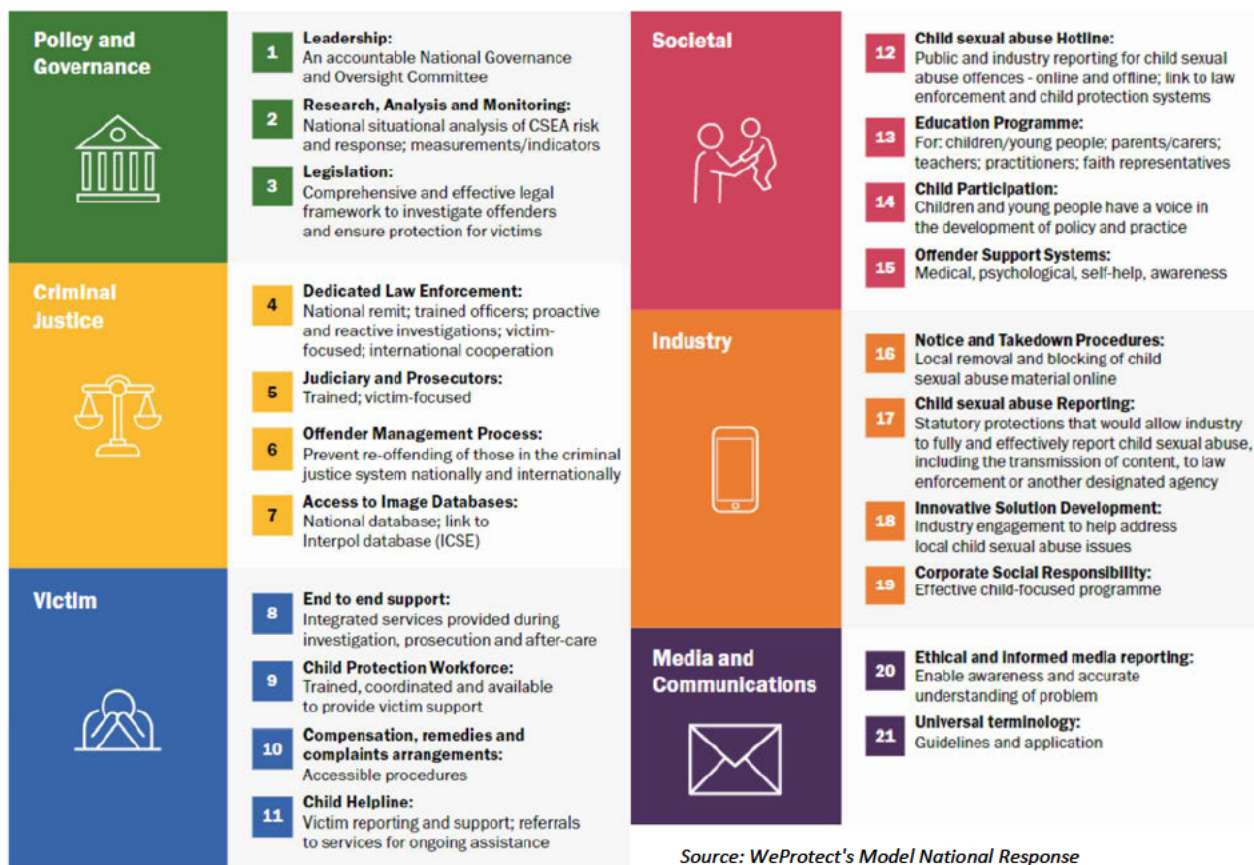 Policy and
Governance
1
Leadership:
An accountable National Governance
and Oversight Committee
2
Research, Analysis and Monitoring:
National situational analysis of CSEA risk
and response; measurements/indicators
3
Legislation:
Comprehensive and effective legal
framework to investigate offenders
and ensure protection for victims
Criminal
Justice
4
Dedicated Law Enforcement:
National remit; trained officers; proactive
and reactive investigations; victim-
focused; international cooperation
5
Judiciary and Prosecutors:
Trained; victim-focused
6
Offender Management Process:
Prevent re-offending of those in the criminal
justice system nationally and internationally
7
Access to Image Databases:
National database; link to
Interpol database (ICSE)
Victim
8
End to end support:
Integrated services provided during
investigation, prosecution and after-care
9
Child Protection Workforce:
Trained, coordinated and available
to provide victim support
10
Compensation, remedies and
complaints arrangements:
Accessible procedures
11
Child Helpline:
Victim reporting and support; referrals
to services for ongoing assistance
Societal
12
Child sexual abuse Hotline:
Public and industry reporting for child sexual
abuse offences - online and offline; link to law
enforcement and child protection systems
13
Education Programme:
For: children/young people; parents/carers;
teachers; practitioners; faith representatives
14
Child Participation:
Children and young people have a voice in
the development of policy and practice
15
Offender Support Systems:
Medical, psychological, self-help, awareness
Industry
16
Notice and Takedown Procedures:
Local removal and blocking of child
sexual abuse material online
17
Child sexual abuse Reporting:
Statutory protections that would allow industry
to fully and effectively report child sexual abuse,
including the transmission of content, to law
enforcement or another designated agency
18
Innovative Solution Development:
Industry engagement to help address
local child sexual abuse issues
19
Corporate Social Responsibility:
Effective child-focused programme
Media and
Communications
20
Ethical and informed media reporting:
Enable awareness and accurate
understanding of problem
21
Universal terminology:
Guidelines and application
Source: WeProtect's Model National Response